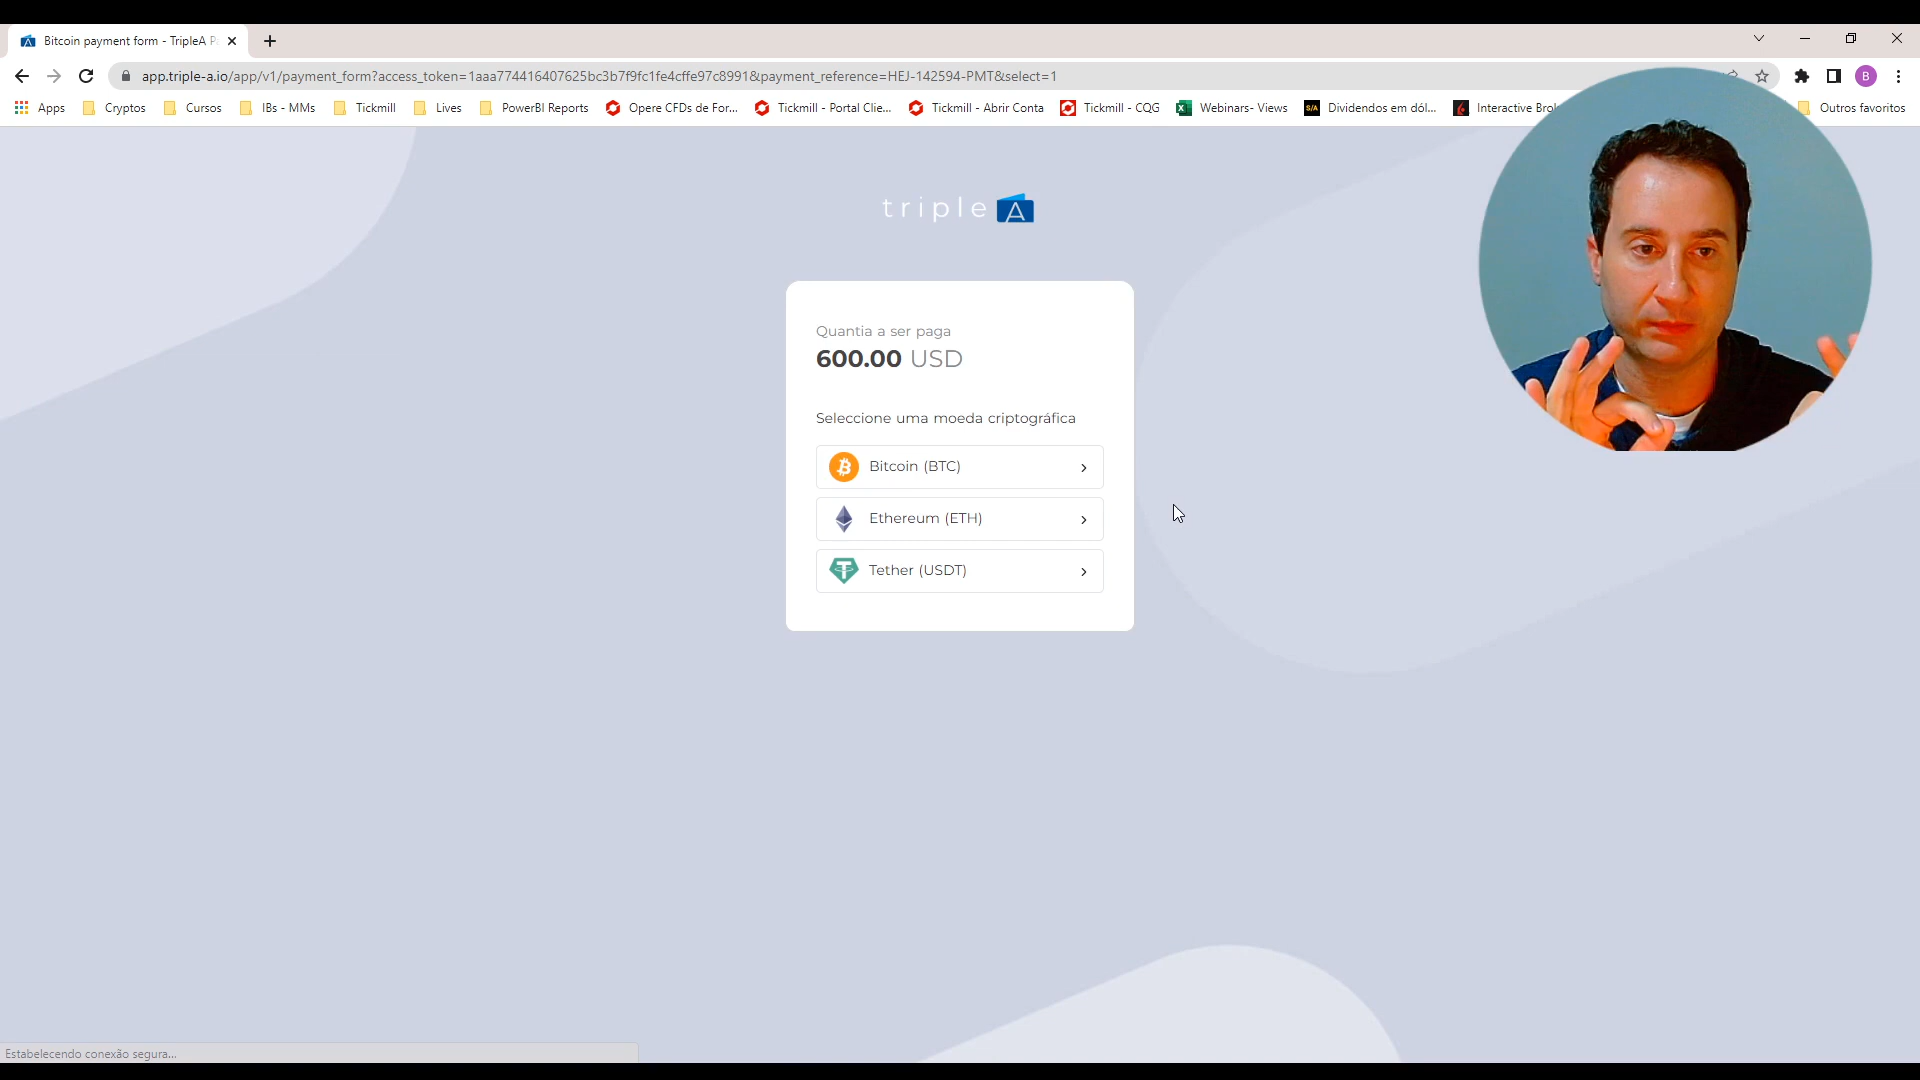 Bitcoin payment form - TripleA P
app.triple-a.io/app/v1/payment_form?access_token=1aaa774416407625bc3b7f9fc1fe4cffe97c8991&payment_reference=HEJ-142594-PMT&select=1
B
Apps Cryptos Cursos IBs - MMs Tickmill Lives PowerBI Reports Opere CFDs de For... Tickmill - Portal Clie... Tickmill - Abrir Conta Tickmill - CQG Webinars- Views S/A Dividendos em dól... Interactive Bro Outros favoritos
triple A
Quantia a ser paga
600.00 USD
Seleccione uma moeda criptográfica
Bitcoin (BTC)
Ethereum (ETH)
Tether (USDT)
Estabelecendo conexão segura...